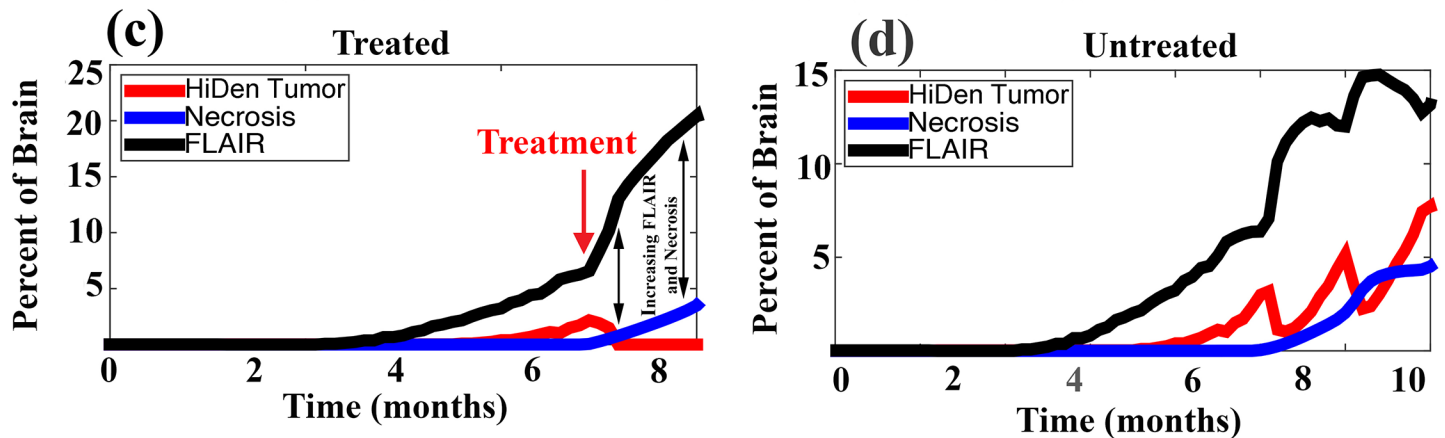 (c)
Treated
25
20
15
10
5
HiDen Tumor
Necrosis
FLAIR
Treatment
Increasing FLAIR
and Necrosis
Percent of Brain
0 2 4 6 8
Time (months)
(d)
Untreated
15
10
5
HiDen Tumor
Necrosis
FLAIR
Percent of Brain
0 2 4 6 8 10
Time (months)